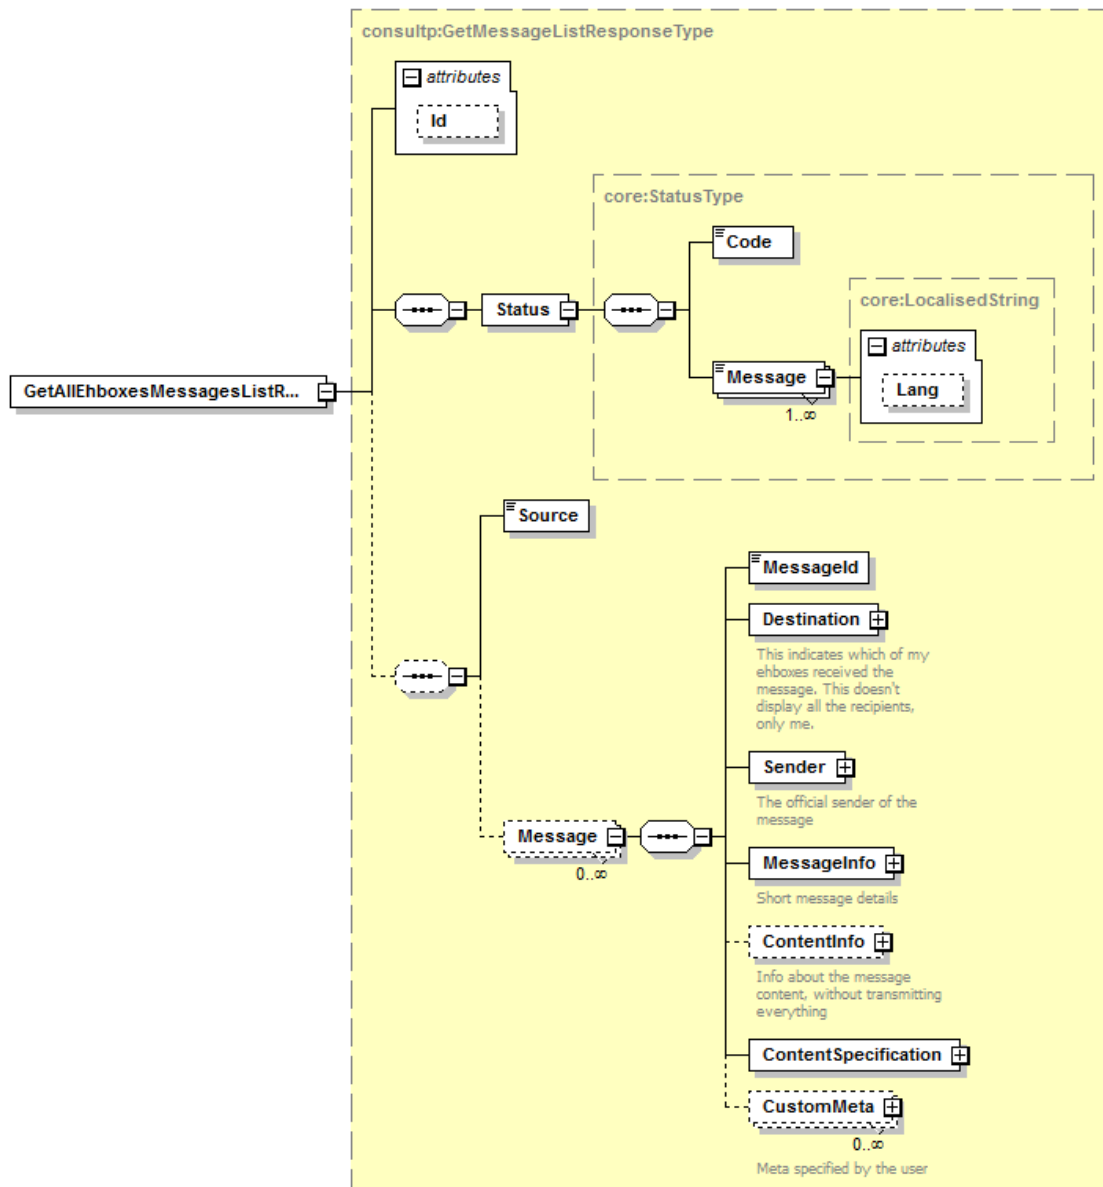 consultp:GetMessageListResponseType
attributes
Id
core:StatusType
Code
core:LocalisedString
Status
attributes
Message
Lang
1..∞
GetAllEhboxesMessagesListR...
Source
MessageId
Destination
This indicates which of my
ehboxes received the
message. This doesn't
display all the recipients,
only me.
Sender
The official sender of the
message
Message
0..∞
MessageInfo
Short message details
ContentInfo
Info about the message
content, without transmitting
everything
ContentSpecification
CustomMeta
0..∞
Meta specified by the user